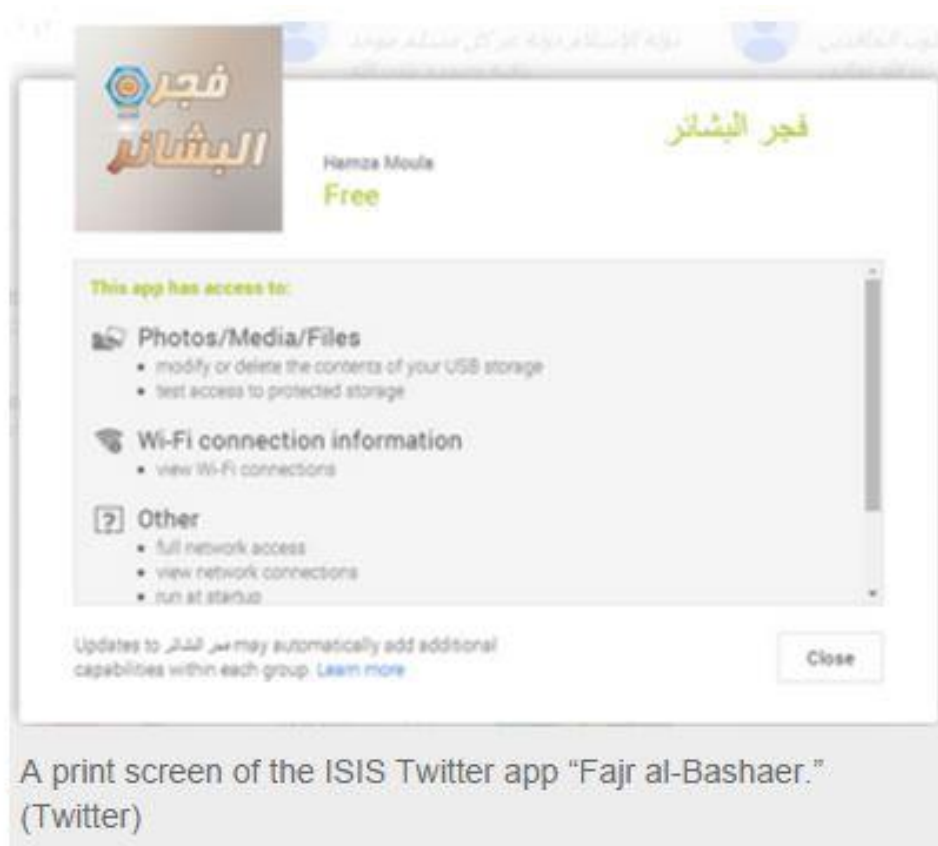 دولة الإسلام دولة
فجر
البشائر
فجر البشائر
Hamza Moula
Free
This app has access to:
Photos/Media/Files
• modify or delete the contents of your USB storage
• test access to protected storage
Wi-Fi connection information
• view Wi-Fi connections
? Other
• full network access
• view network connections
• run at startup
Updates to فجر البشائر may automatically add additional
capabilities within each group. Learn more
Close
A print screen of the ISIS Twitter app “Fajr al-Bashaer.”
(Twitter)